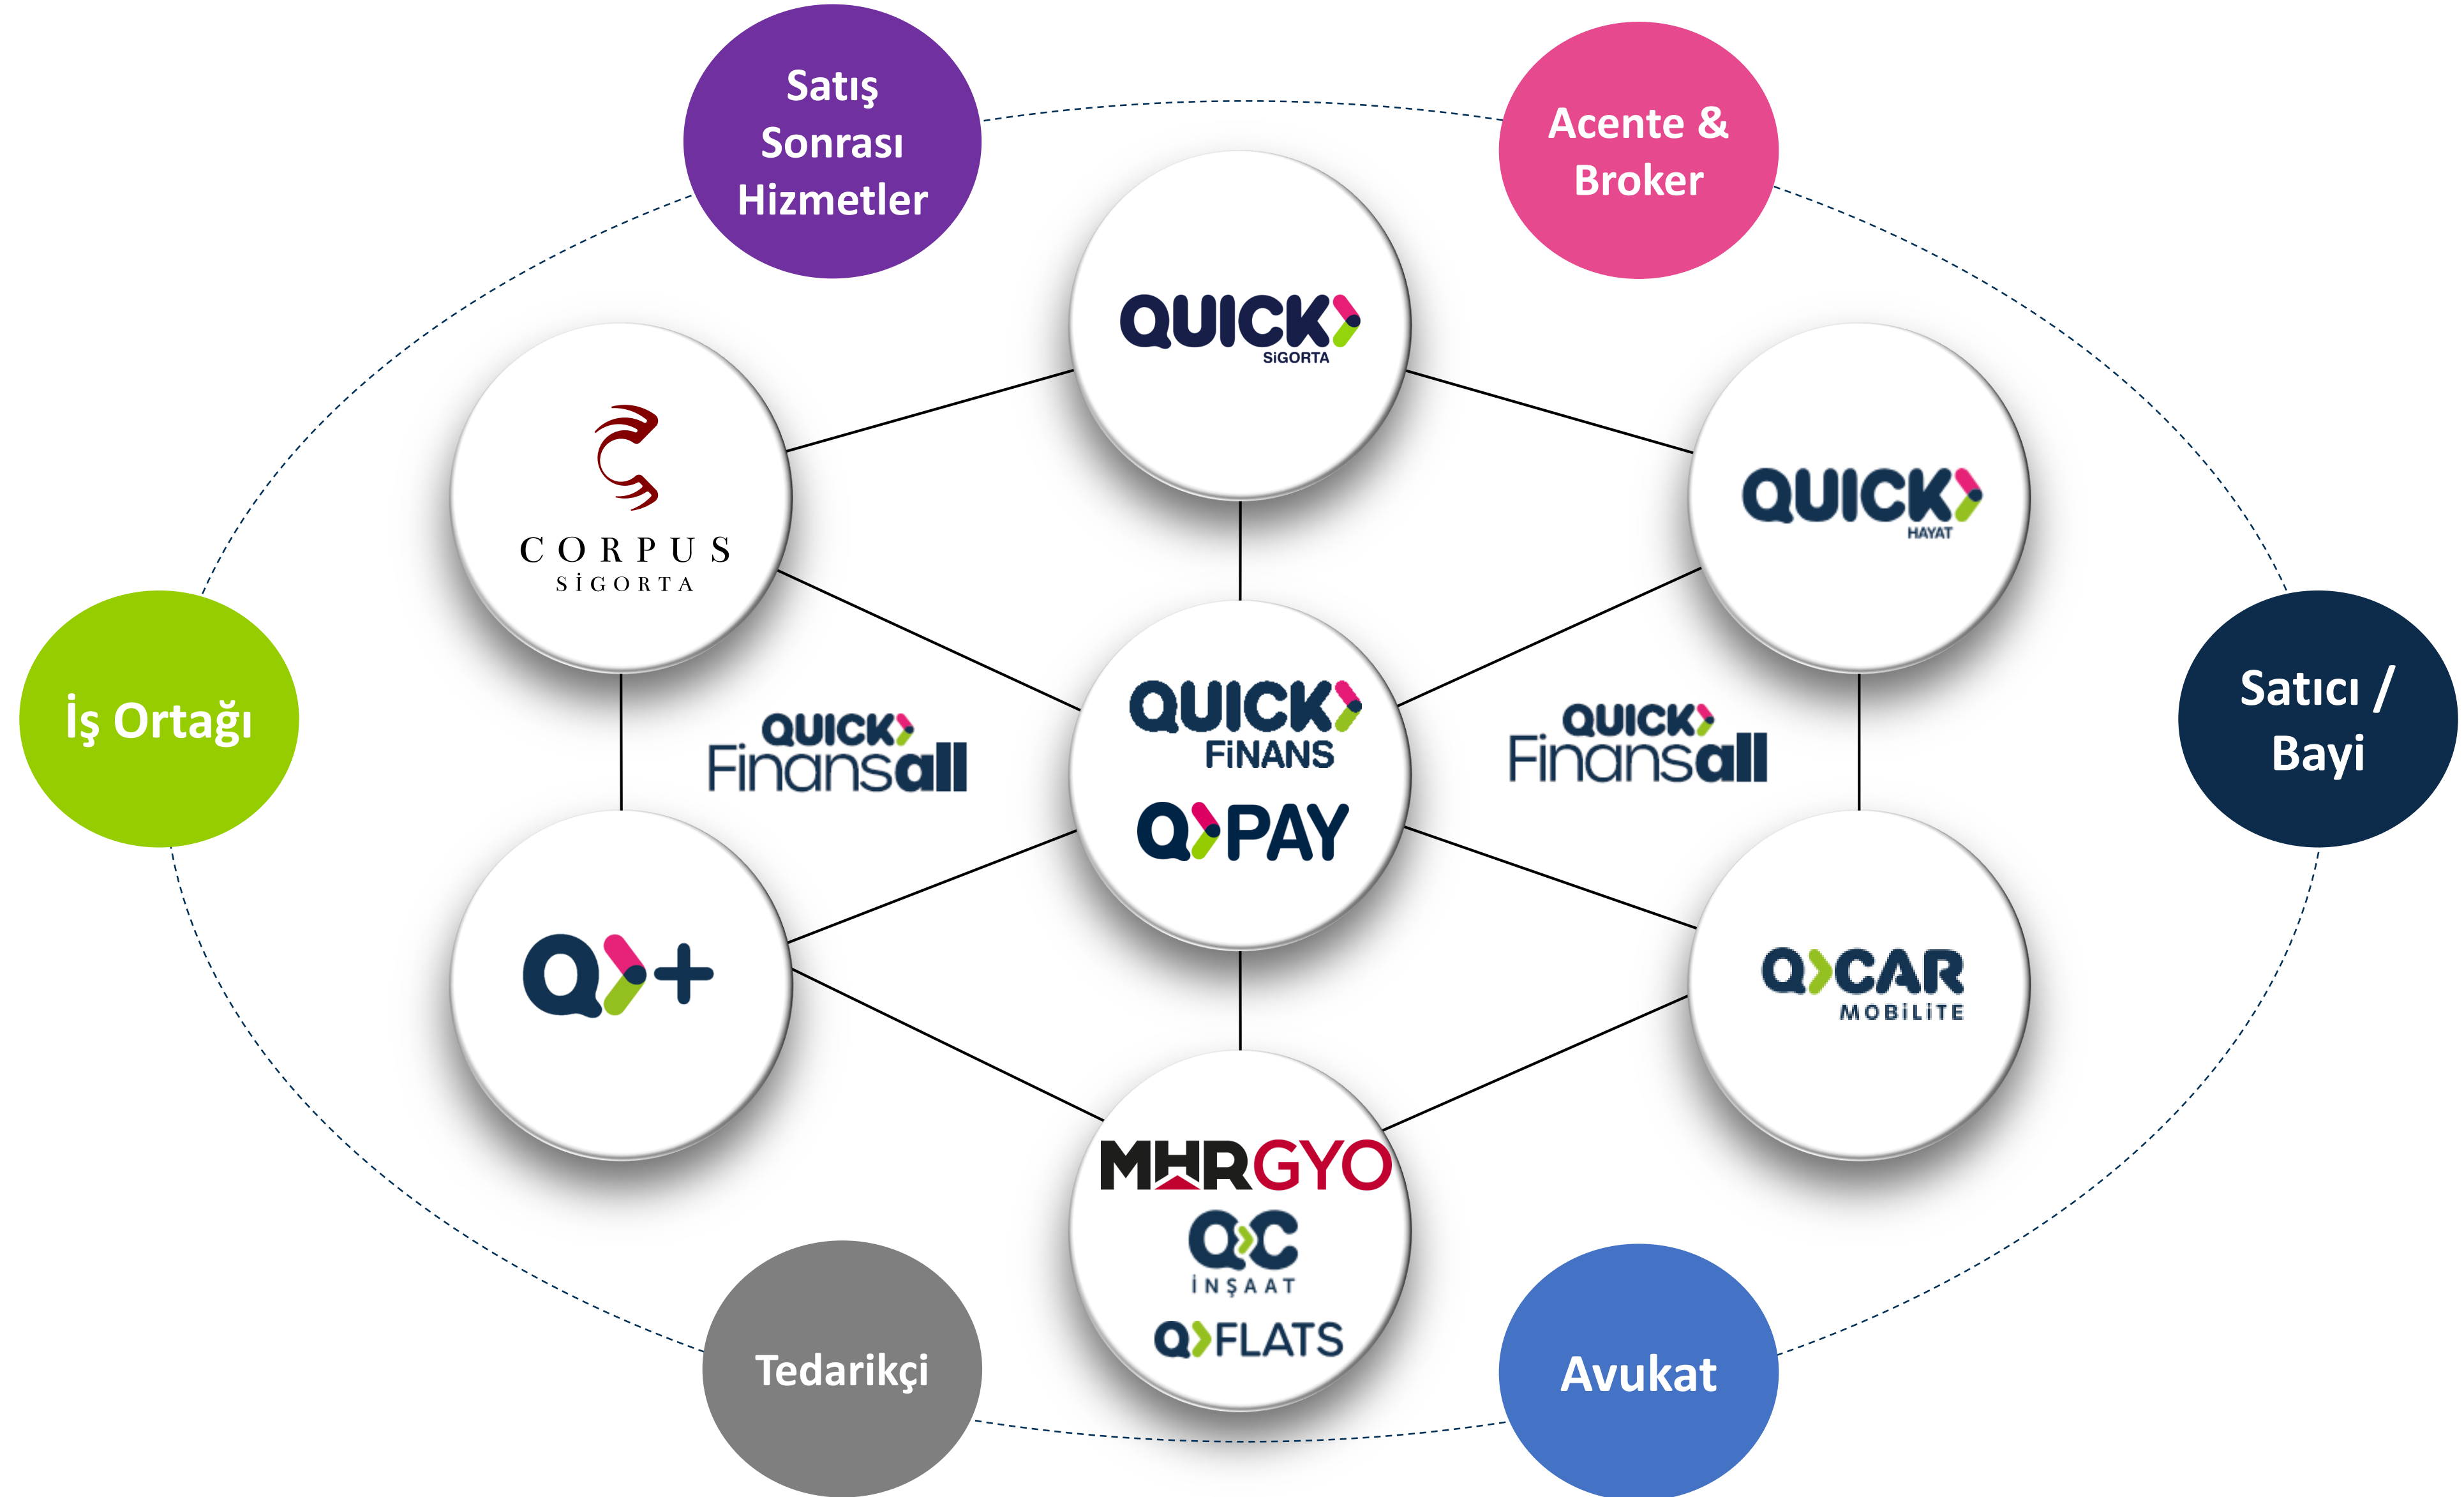 Satış
Sonrası
Hizmetler
Acente &
Broker
QUICK
SİGORTA
CORPUS
SİGORTA
QUICK
HAYAT
İş Ortağı
QUICK
Finansall
QUICK
FİNANS
Q PAY
QUICK
Finansall
Satıcı /
Bayi
Q +
Q CAR
MOBİLİTE
MHRGYO
Q C
İNŞAAT
Q FLATS
Tedarikçi
Avukat